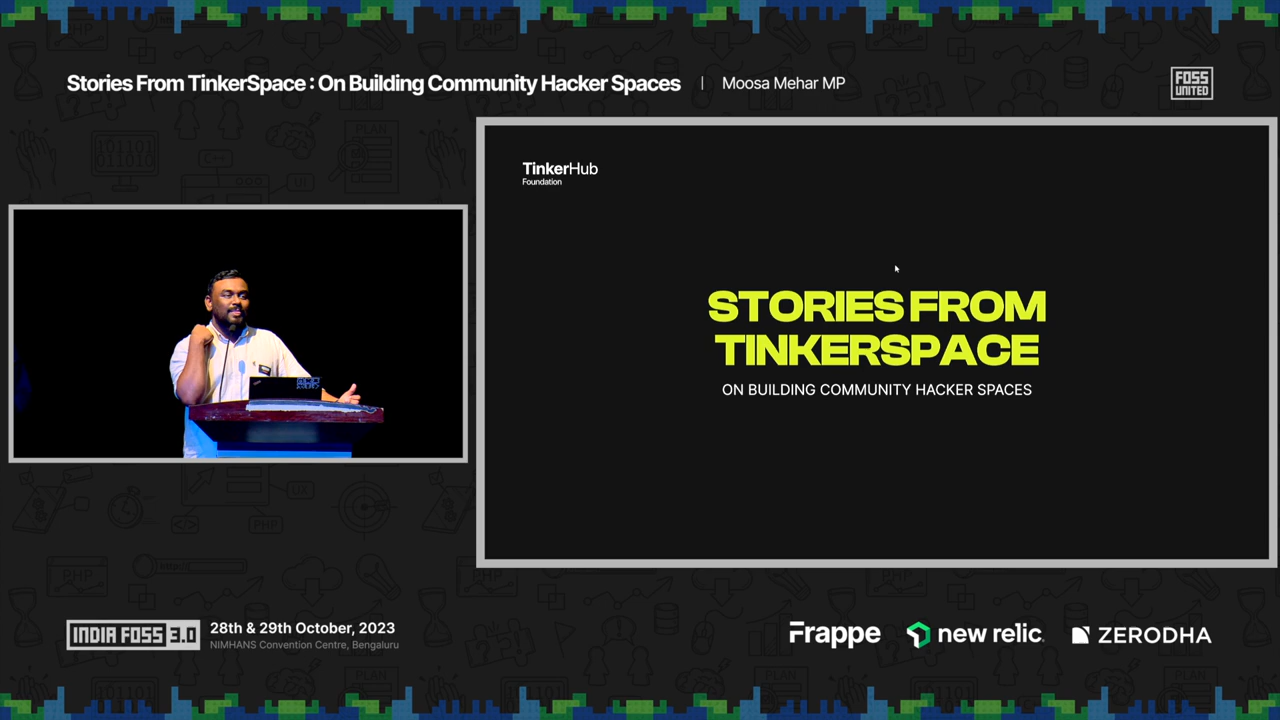 Stories From TinkerSpace : On Building Community Hacker Spaces | Moosa Mehar MP
FOSS
UNITED
TinkerHub
Foundation
STORIES FROM
TINKERSPACE
ON BUILDING COMMUNITY HACKER SPACES
INDIA FOSS 3.0
28th & 29th October, 2023
NIMHANS Convention Centre, Bengaluru
Frappe
new relic
ZERODHA